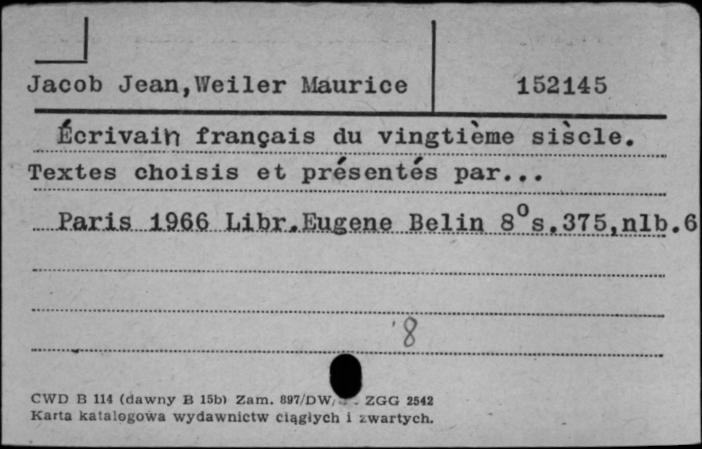 Jacob Jean,Weiler Maurice 152145
Écrivain français du vingtième siècle.
Textes choisis et présentés par...
Paris 1966 Libr.Eugene Belin 8⁰s.375,nlb.6
8
CWD B 114 (dawny B 15b) Zam. 897/DW, ZGG 2542
Karta katalogowa wydawnictw ciągłych i zwartych.